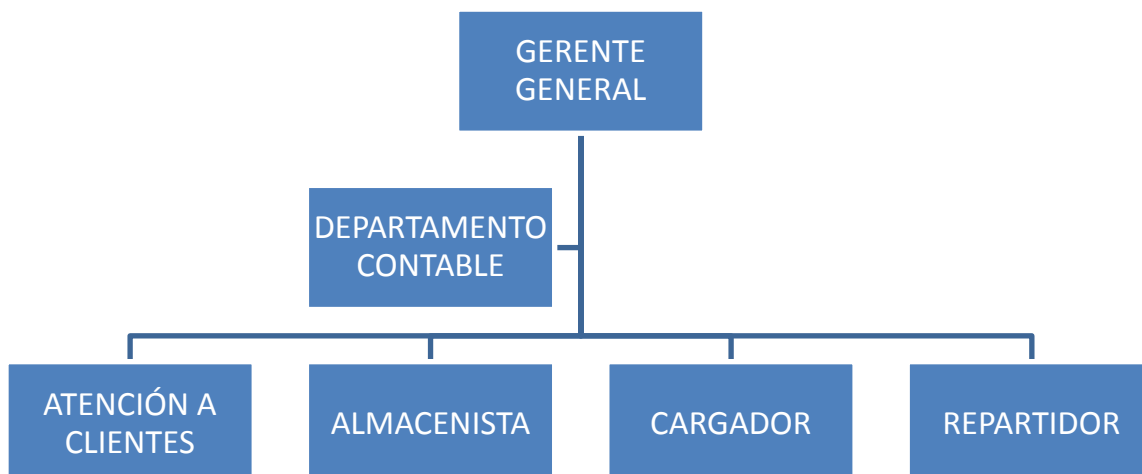 GERENTE
GENERAL
DEPARTAMENTO
CONTABLE
ATENCIÓN A
CLIENTES
ALMACENISTA
CARGADOR
REPARTIDOR